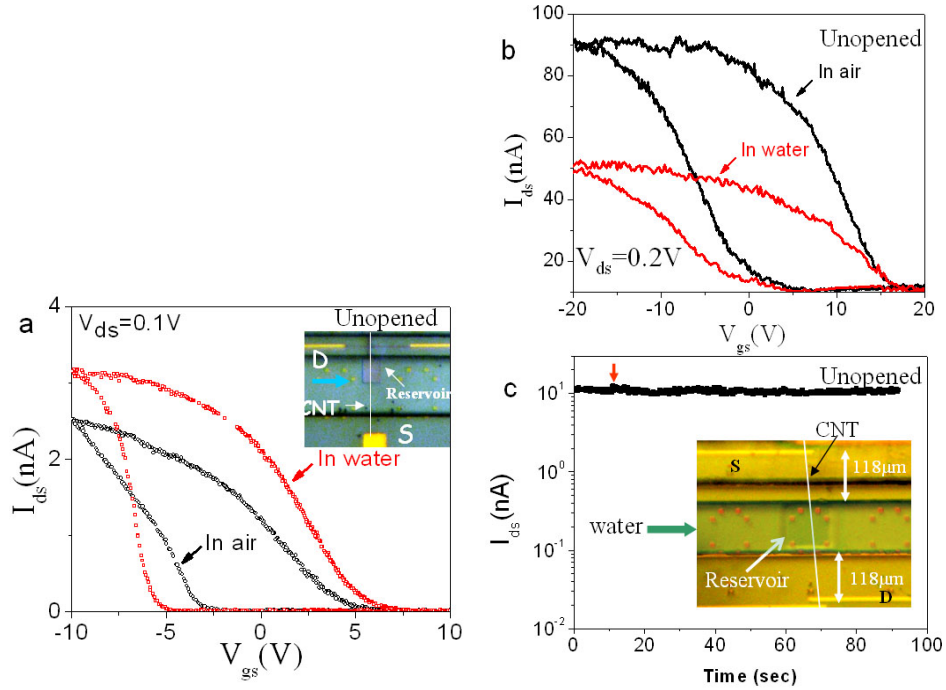 a
V_ds=0.1V
Unopened
D
Reservoir
CNT
S
In water
In air
I_ds(nA)
4
2
0
-10
-5
0
5
10
V_gs(V)
b
Unopened
In air
In water
V_ds=0.2V
I_ds(nA)
100
80
60
40
20
-20
-10
0
10
20
V_gs(V)
c
Unopened
CNT
S
118μm
water
Reservoir
118μm
D
I_ds(nA)
10^2
10^1
10^0
10^-1
10^-2
0
20
40
60
80
100
Time (sec)